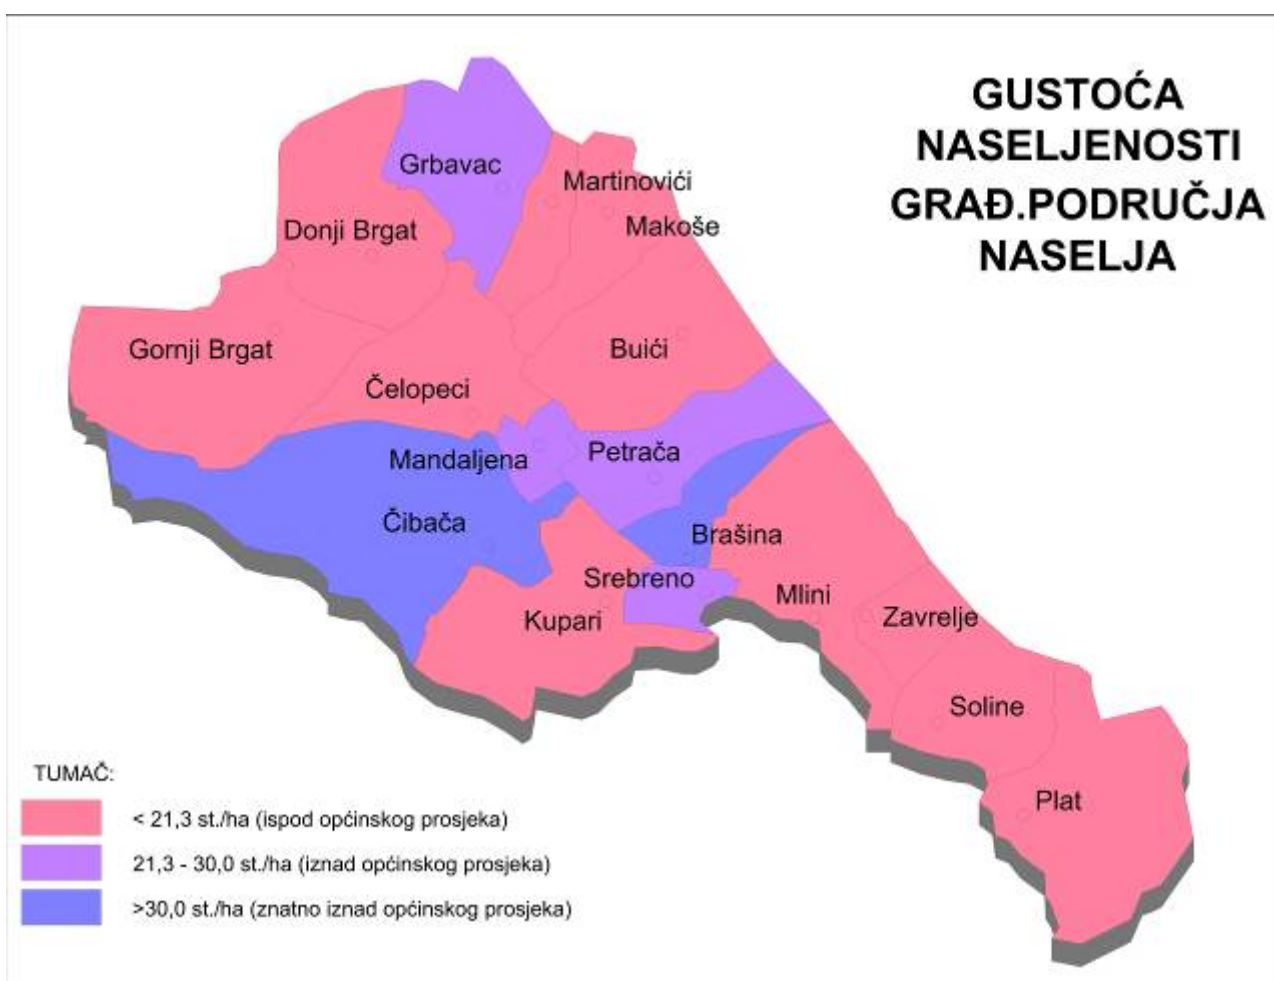 GUSTOĆA
NASELJENOSTI
GRAĐ.PODRUČJA
NASELJA
Grbavac
Martinovići
Makoše
Donji Brgat
Gornji Brgat
Buići
Čelopeci
Mandaljena
Petrača
Čibača
Brašina
Srebreno
Kupari
Mlini
Zavrelje
Soline
Plat
TUMAČ:
< 21,3 st./ha (ispod općinskog prosjeka)
21,3 - 30,0 st./ha (iznad općinskog prosjeka)
>30,0 st./ha (znatno iznad općinskog prosjeka)